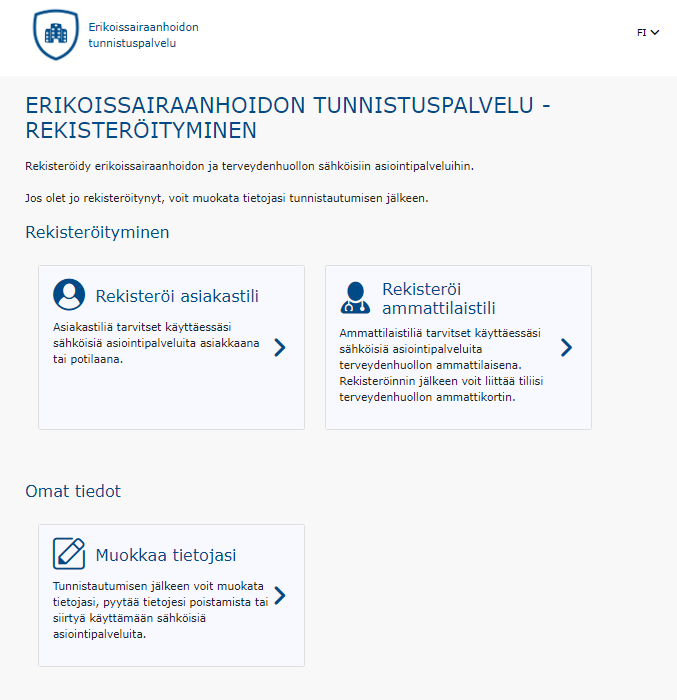 Erikoissairaanhoidon
tunnistuspalvelu
FI
ERIKOISSAIRAANHOIDON TUNNISTUSPALVELU -
REKISTERÖITYMINEN
Rekisteröidy erikoissairaanhoidon ja terveydenhuollon sähköisiin asiointipalveluihin.
Jos olet jo rekisteröitynyt, voit muokata tietojasi tunnistautumisen jälkeen.
Rekisteröityminen
Rekisteröi asiakastili
Asiakastiliä tarvitset käyttäessäsi
sähköisiä asiointipalveluita asiakkaana
tai potilaana.
Rekisteröi
ammattilaistili
Ammattilaistiliä tarvitset käyttäessäsi
sähköisiä asiointipalveluita
terveydenhuollon ammattilaisena.
Rekisteröinnin jälkeen voit liittää tiliisi
terveydenhuollon ammattikortin.
Omat tiedot
Muokkaa tietojasi
Tunnistautumisen jälkeen voit muokata
tietojasi, pyytää tietojesi poistamista tai
siirtyä käyttämään sähköisiä
asiointipalveluita.